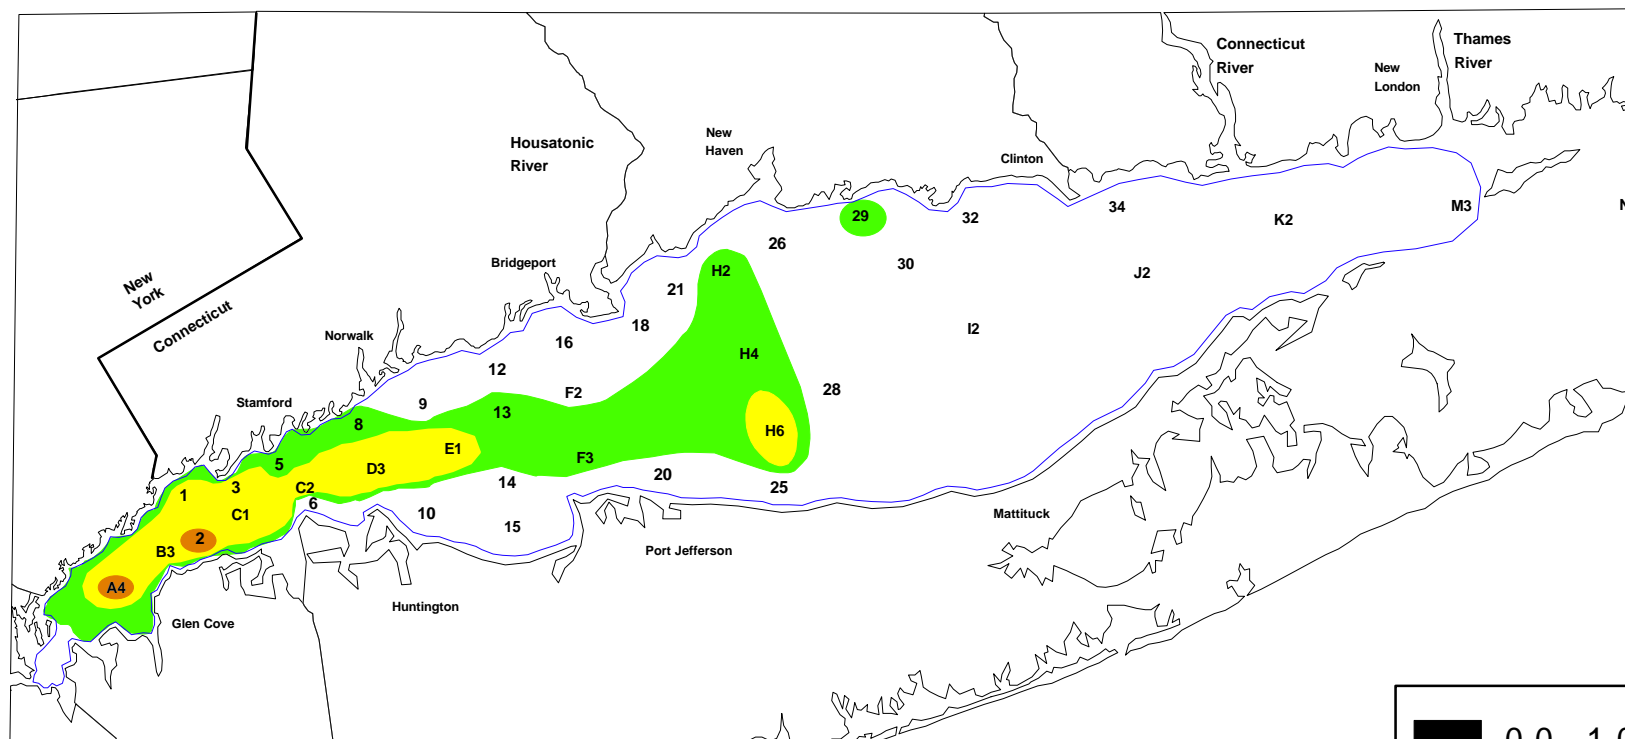 Connecticut
River
Thames
River
New
London
Housatonic
River
New
Haven
Clinton
29
32
34
K2
M3
26
30
Bridgeport
H2
J2
New
York
21
Connecticut
Norwalk
18
16
I2
12
H4
F2
28
Stamford
9
13
8
H6
E1
F3
5
D3
20
14
25
1
3
C2
6
C1
10
15
Mattituck
2
B3
Port Jefferson
A4
Huntington
Glen Cove